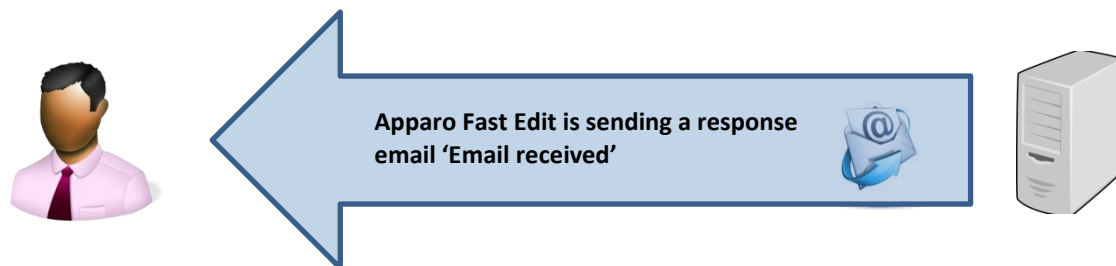 Apparo Fast Edit is sending a response
email ‘Email received’